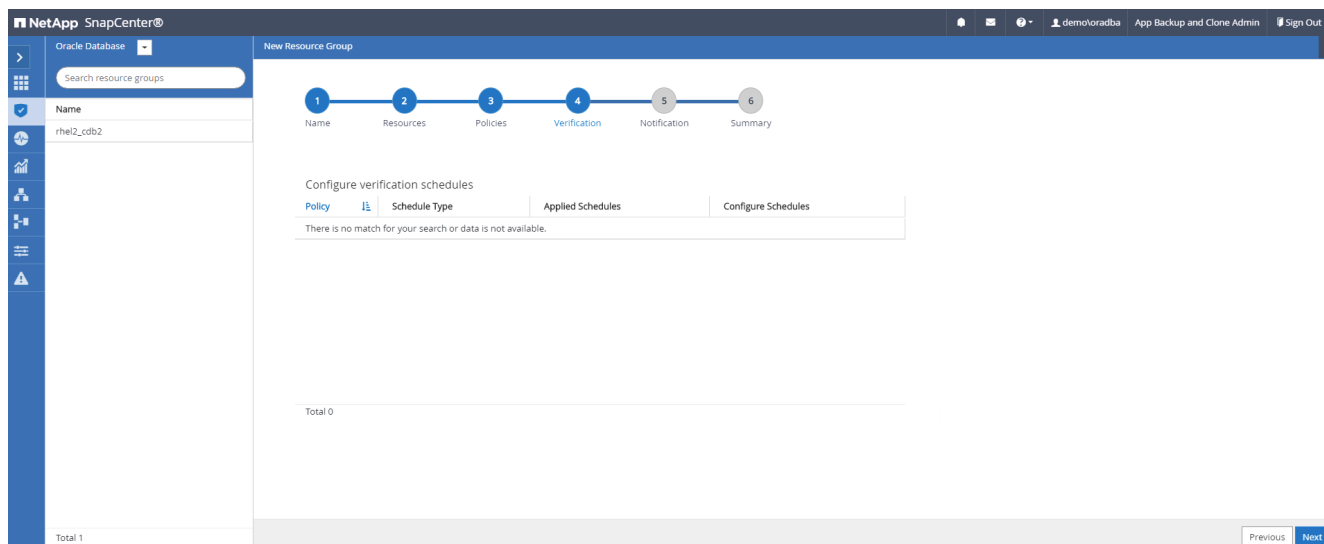 NetApp SnapCenter®
demo\oradba App Backup and Clone Admin Sign Out
Oracle Database
New Resource Group
Search resource groups
Name
rhel2_cdb2
1 2 3 4 5 6
Name Resources Policies Verification Notification Summary
Configure verification schedules
Policy Schedule Type Applied Schedules Configure Schedules
There is no match for your search or data is not available.
Total 0
Total 1
Previous Next